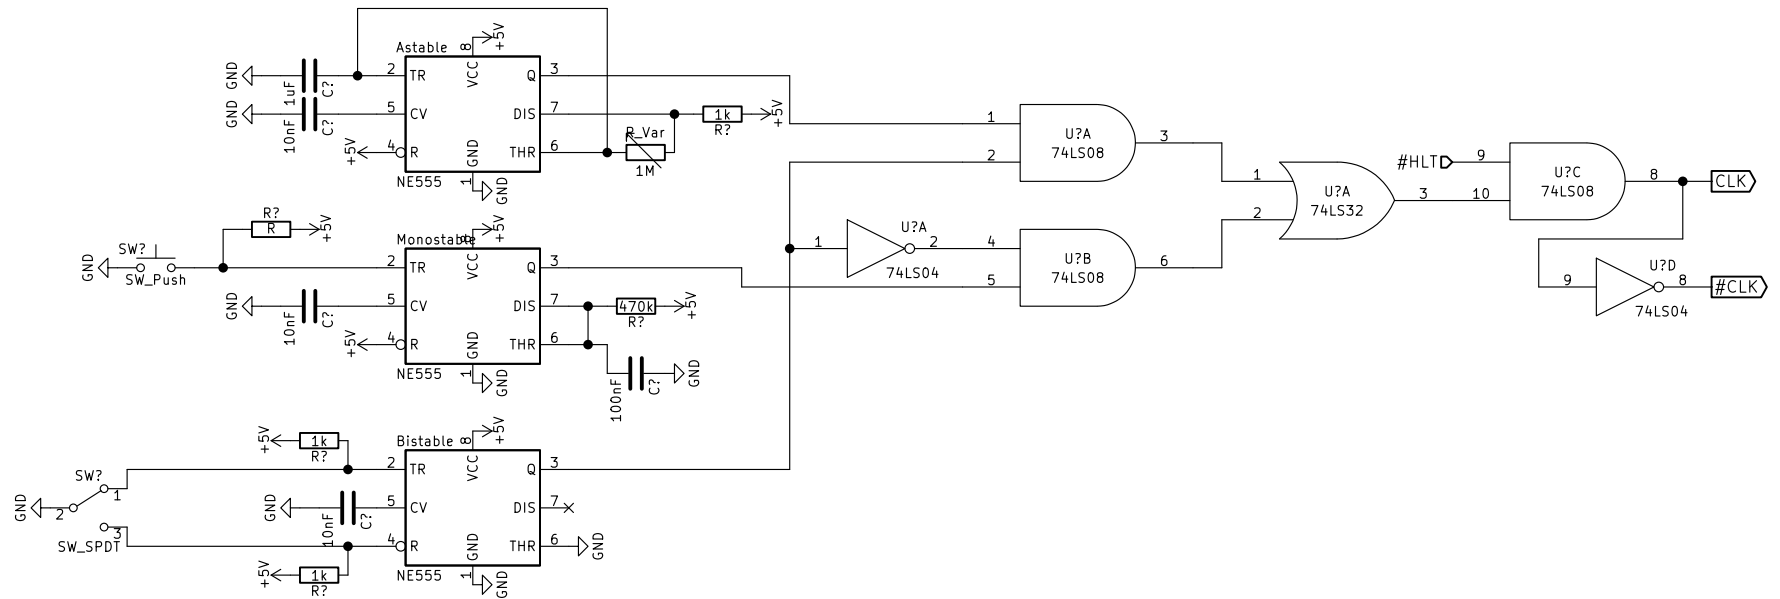 Astable
8
+5V
VCC
GND
1uF
C?
2
TR
Q
3
GND
10nF
C?
5
CV
DIS
7
1k
R?
+5V
+5V
4
R
GND
THR
6
R_Var
1M
NE555
1
GND
Monostable
8
+5V
VCC
R?
R
+5V
GND
SW?
SW_Push
2
TR
Q
3
GND
10nF
C?
5
CV
DIS
7
470k
R?
+5V
+5V
4
R
GND
THR
6
100nF
C?
GND
NE555
1
GND
Bistable
8
+5V
VCC
+5V
1k
R?
2
TR
Q
3
GND
SW?
1
2
3
SW_SPDT
GND
10nF
C?
5
CV
DIS
7
4
R
GND
THR
6
GND
+5V
1k
R?
NE555
1
GND
1
2
U?A
74LS08
3
1
U?A
2
74LS04
4
5
U?B
74LS08
6
1
2
U?A
74LS32
3
#HLT
9
10
U?C
74LS08
8
CLK
9
U?D
8
74LS04
#CLK